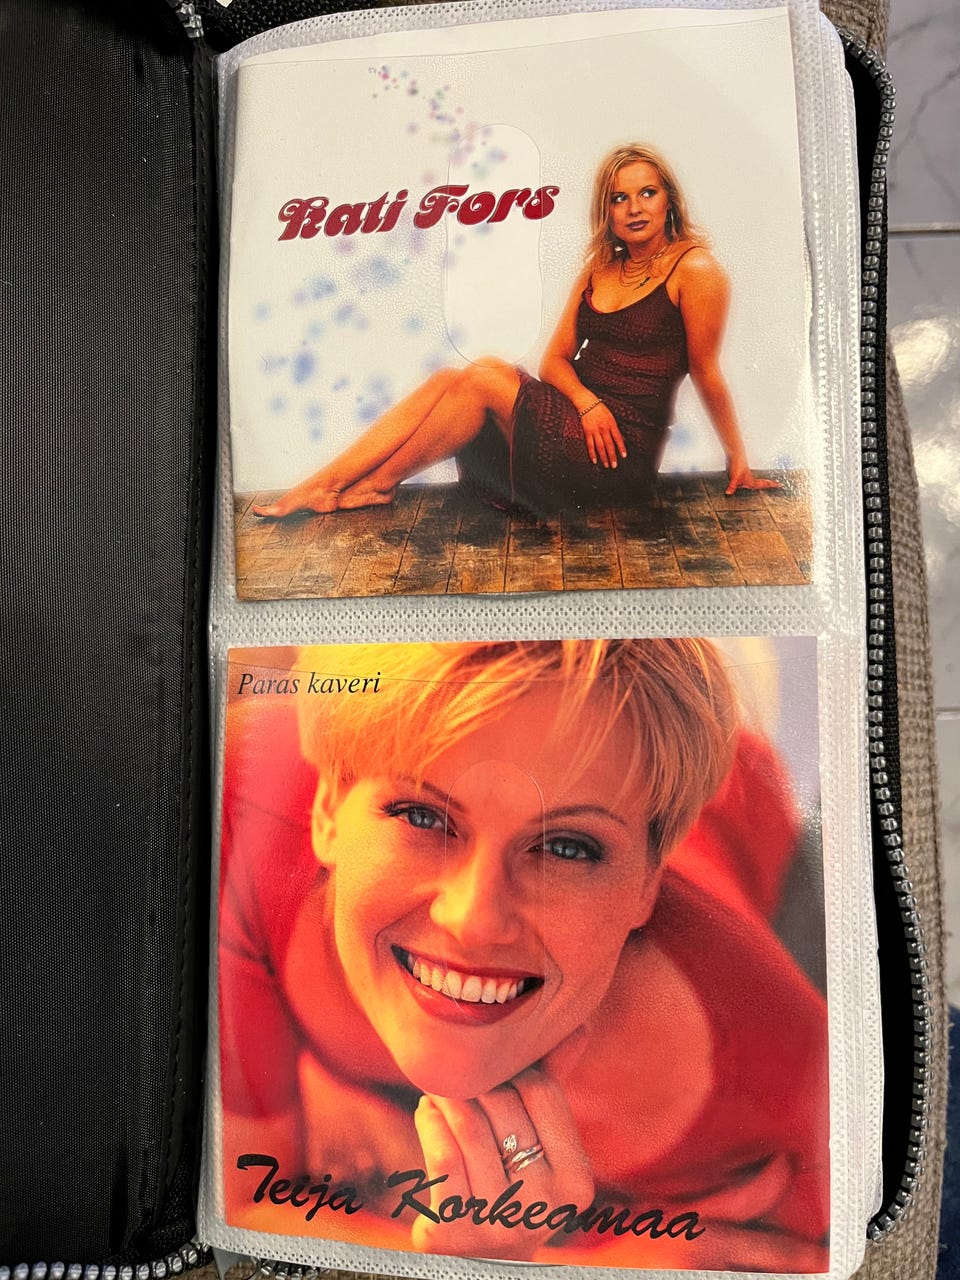 Kati Fors
Paras kaveri
Teija Korkeamaa